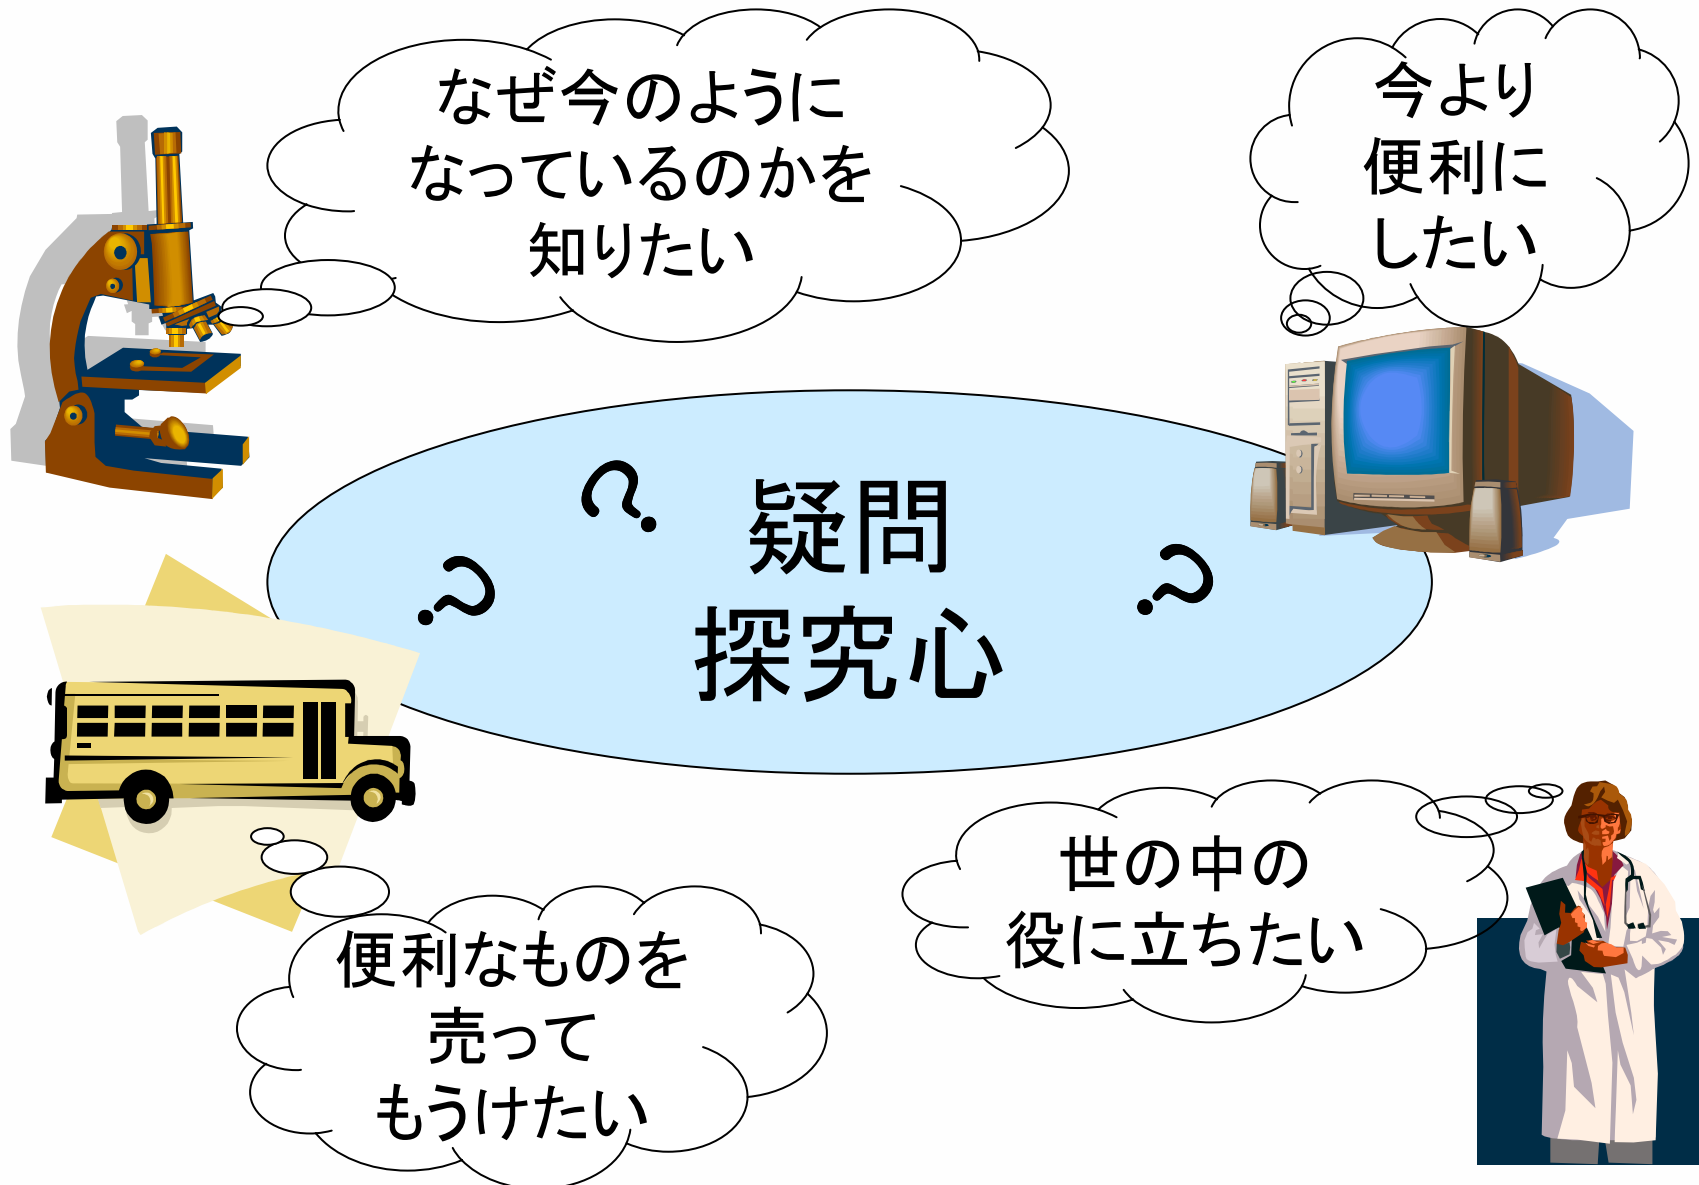 なぜ今のように
なっているのかを
知りたい
今より
便利に
したい
?
疑問
?
?
探究心
世の中の
役に立ちたい
便利なものを
売って
もうけたい